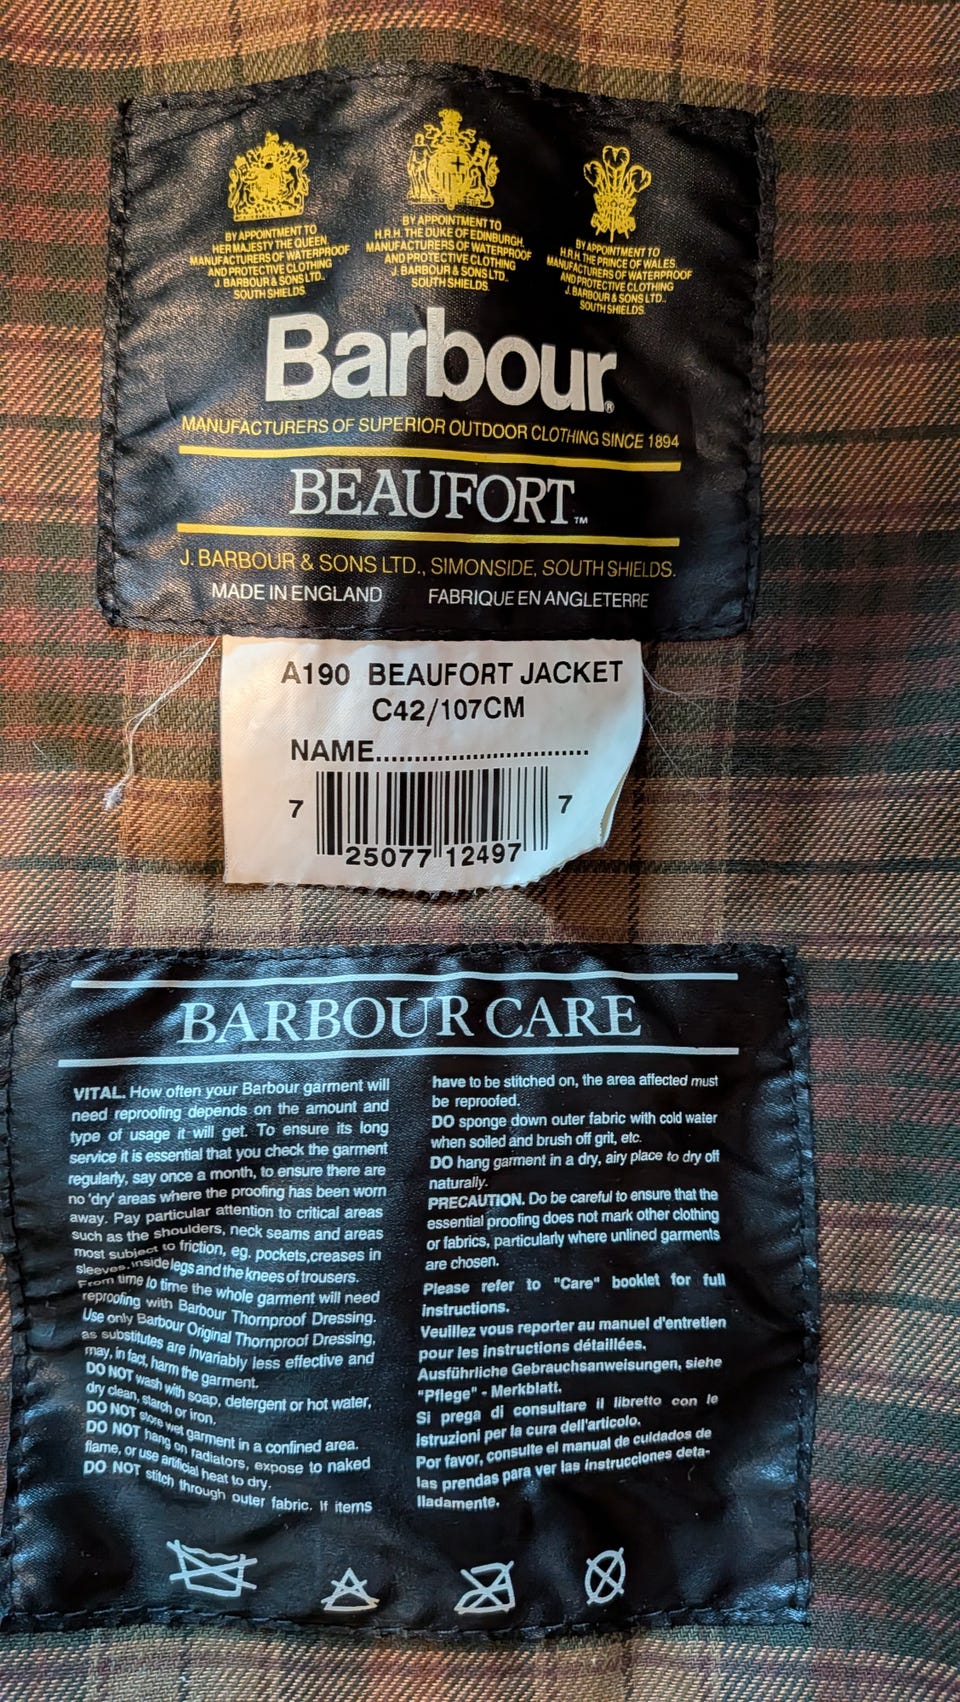 BY APPOINTMENT TO
HER MAJESTY THE QUEEN
MANUFACTURERS OF WATERPROOF
AND PROTECTIVE CLOTHING
J. BARBOUR & SONS LTD..
SOUTH SHIELDS.
BY APPOINTMENT TO
H.R.H. THE DUKE OF EDINBURGH.
MANUFACTURERS OF WATERPROOF
AND PROTECTIVE CLOTHING
J. BARBOUR & SONS LTD..
SOUTH SHIELDS.
BY APPOINTMENT TO
H.R.H. THE PRINCE OF WALES.
MANUFACTURERS OF WATERPROOF
AND PROTECTIVE CLOTHING
J. BARBOUR & SONS LTD..
SOUTH SHIELDS.
Barbour®
MANUFACTURERS OF SUPERIOR OUTDOOR CLOTHING SINCE 1894
BEAUFORT™
J. BARBOUR & SONS LTD., SIMONSIDE, SOUTH SHIELDS.
MADE IN ENGLAND FABRIQUE EN ANGLETERRE
A190 BEAUFORT JACKET
C42/107CM
NAME............................
7 25077 12497 7
BARBOUR CARE
VITAL. How often your Barbour garment will
need reproofing depends on the amount and
type of usage it will get. To ensure its long
service it is essential that you check the garment
regularly, say once a month, to ensure there are
no 'dry' areas where the proofing has been worn
away. Pay particular attention to critical areas
such as the shoulders, neck seams and areas
most subject to friction, eg. pockets,creases in
sleeves, inside legs and the knees of trousers.
From time to time the whole garment will need
reproofing with Barbour Thornproof Dressing.
Use only Barbour Original Thornproof Dressing,
as substitutes are invariably less effective and
may, in fact, harm the garment.
DO NOT wash with soap, detergent or hot water,
dry clean, starch or iron.
DO NOT store wet garment in a confined area.
DO NOT hang on radiators, expose to naked
flame, or use artificial heat to dry.
DO NOT stitch through outer fabric. If items
have to be stitched on, the area affected must
be reproofed.
DO sponge down outer fabric with cold water
when soiled and brush off grit, etc.
DO hang garment in a dry, airy place to dry off
naturally.
PRECAUTION. Do be careful to ensure that the
essential proofing does not mark other clothing
or fabrics, particularly where unlined garments
are chosen.
Please refer to "Care" booklet for full
instructions.
Veuillez vous reporter au manuel d'entretien
pour les instructions détaillées.
Ausführliche Gebrauchsanweisungen, siehe
"Pflege" - Merkblatt.
Si prega di consultare il libretto con le
istruzioni per la cura dell'articolo.
Por favor, consulte el manual de cuidados de
las prendas para ver las instrucciones deta-
lladamente.